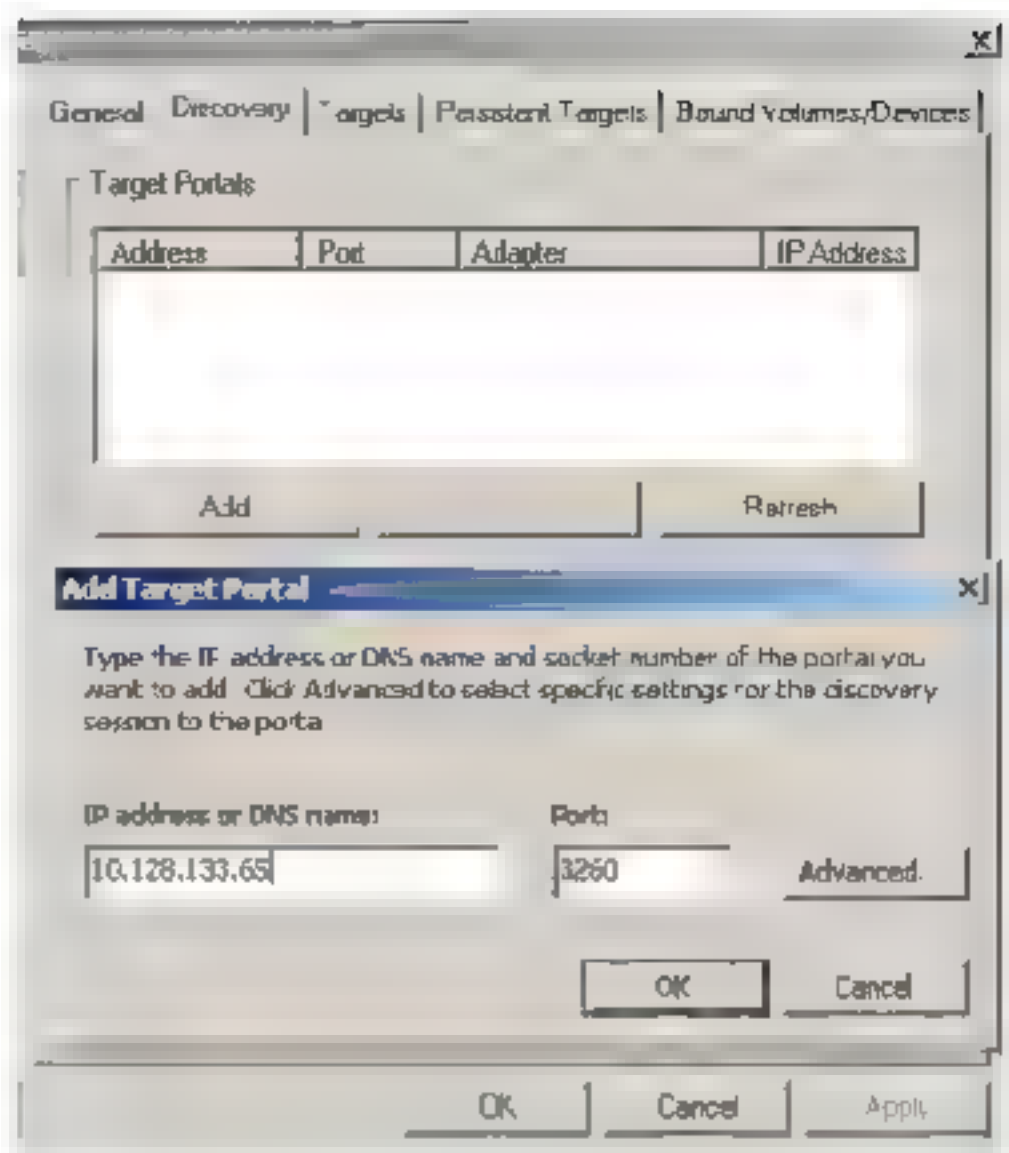 General Discovery Targets Persistent Targets Bound Volumes/Devices
Target Portals
Address Port Adapter IP Address
Add Refresh
Add Target Portal
Type the IP address or DNS name and socket number of the portal you
want to add. Click Advanced to select specific settings for the discovery
session to the portal
IP address or DNS name: Port:
10.128.133.65 3260 Advanced.
OK Cancel
OK Cancel Apply